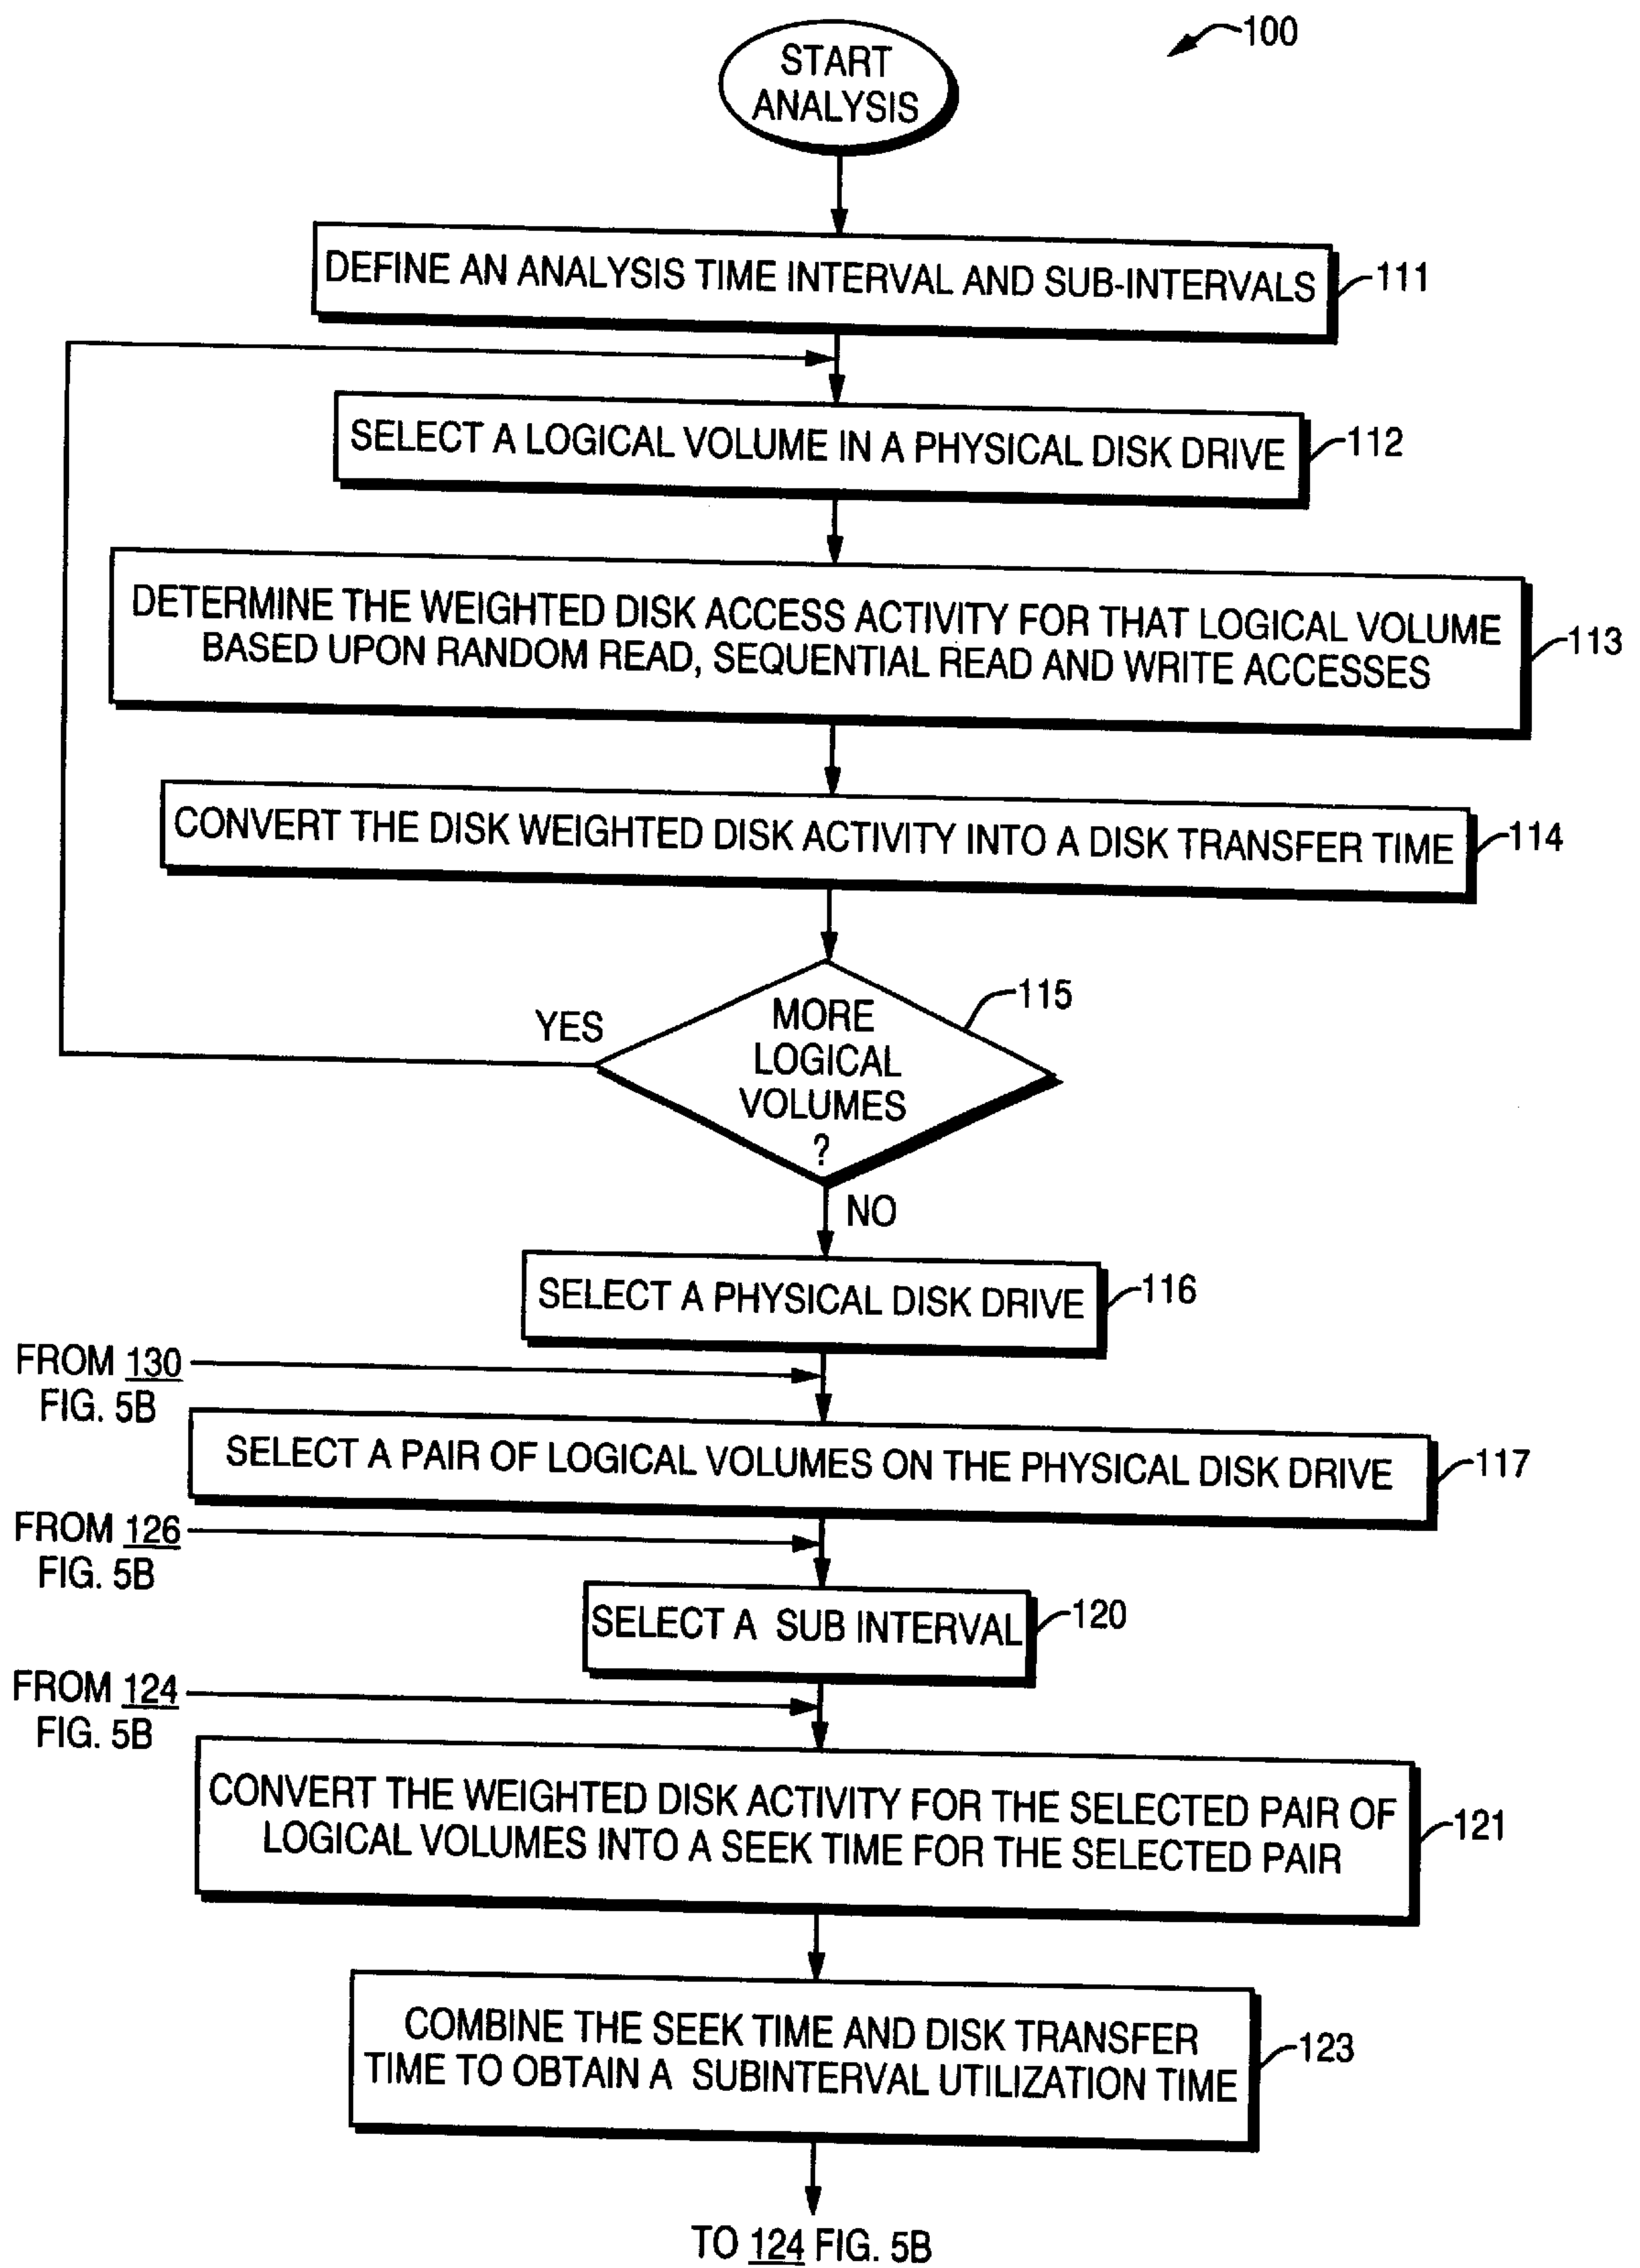 100
START
ANALYSIS
DEFINE AN ANALYSIS TIME INTERVAL AND SUB-INTERVALS
111
SELECT A LOGICAL VOLUME IN A PHYSICAL DISK DRIVE
112
DETERMINE THE WEIGHTED DISK ACCESS ACTIVITY FOR THAT LOGICAL VOLUME
BASED UPON RANDOM READ, SEQUENTIAL READ AND WRITE ACCESSES
113
CONVERT THE DISK WEIGHTED DISK ACTIVITY INTO A DISK TRANSFER TIME
114
YES
MORE
LOGICAL
VOLUMES
?
115
NO
SELECT A PHYSICAL DISK DRIVE
116
FROM 130
FIG. 5B
SELECT A PAIR OF LOGICAL VOLUMES ON THE PHYSICAL DISK DRIVE
117
FROM 126
FIG. 5B
SELECT A SUB INTERVAL
120
FROM 124
FIG. 5B
CONVERT THE WEIGHTED DISK ACTIVITY FOR THE SELECTED PAIR OF
LOGICAL VOLUMES INTO A SEEK TIME FOR THE SELECTED PAIR
121
COMBINE THE SEEK TIME AND DISK TRANSFER
TIME TO OBTAIN A SUBINTERVAL UTILIZATION TIME
123
TO 124 FIG. 5B